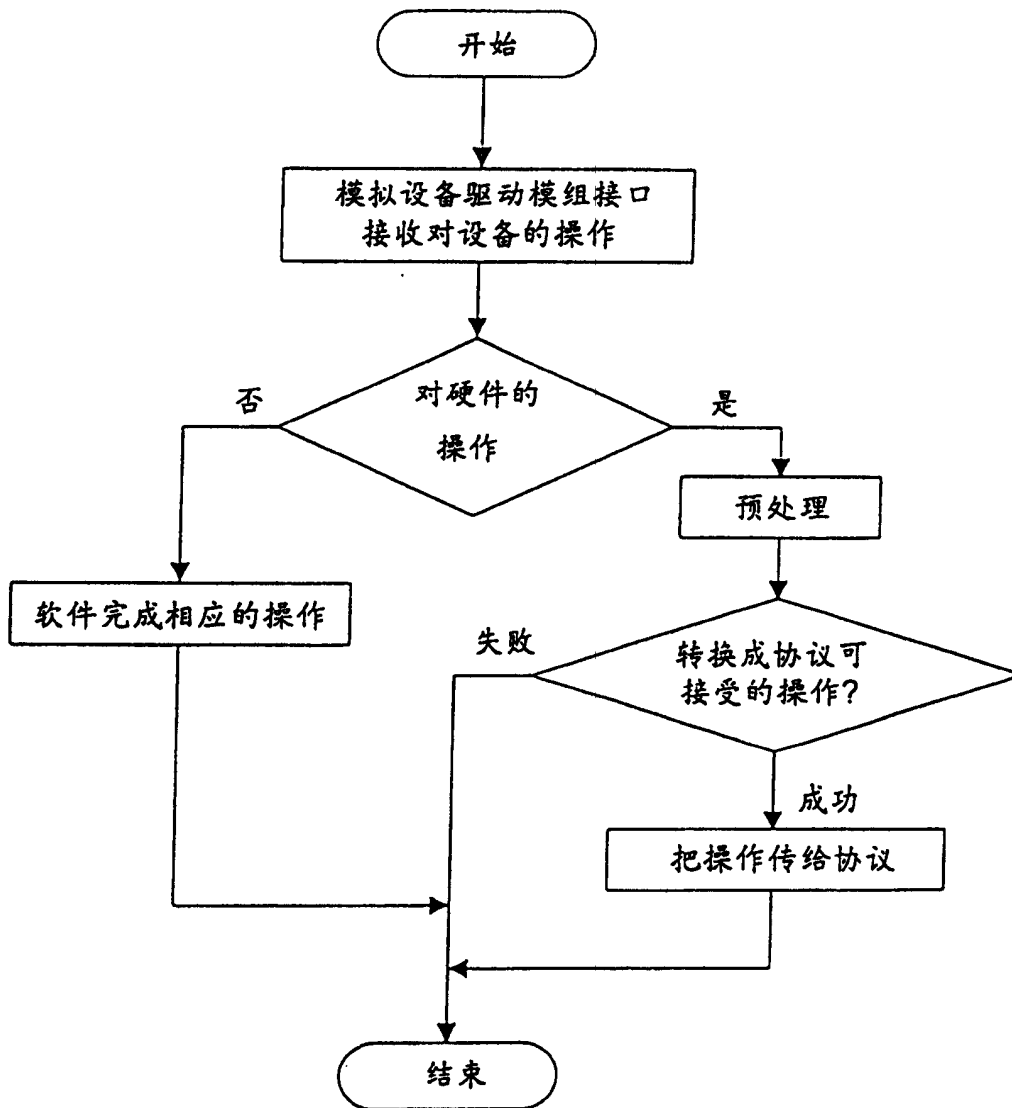 开始
模拟设备驱动模组接口
接收对设备的操作
对硬件的
操作
否
是
预处理
软件完成相应的操作
失败
转换成协议可
接受的操作?
成功
把操作传给协议
结束